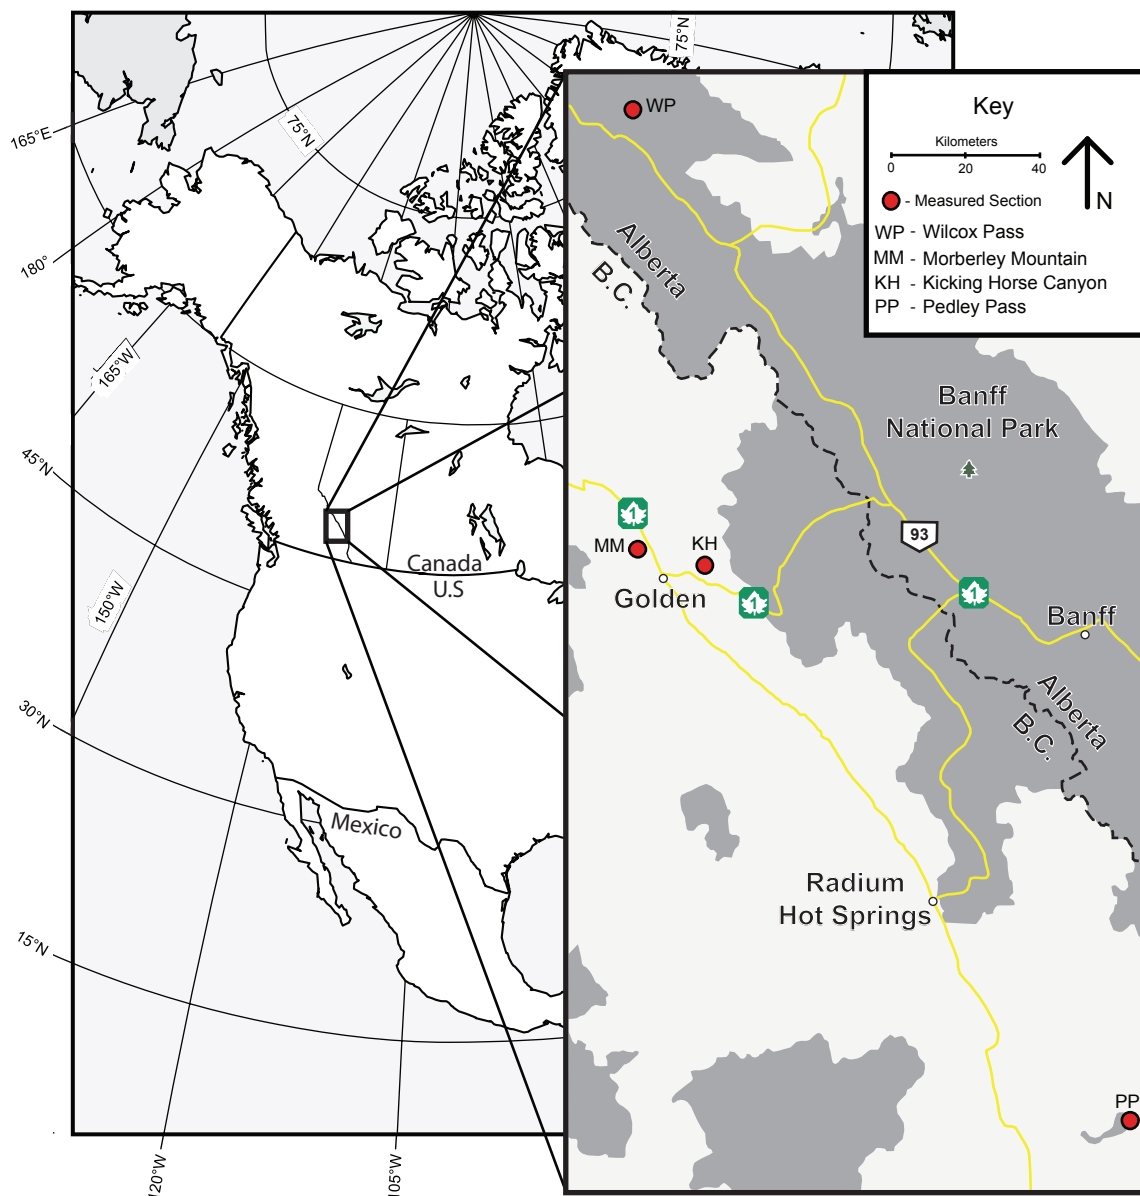 75°N
75°N
165°E
180°
165°W
45°N
150°W
30°N
15°N
120°W
105°W
Canada
U.S
Mexico
WP
Key
Kilometers
0 20 40
N
- Measured Section
WP - Wilcox Pass
MM - Morberley Mountain
KH - Kicking Horse Canyon
PP - Pedley Pass
Alberta
B.C.
Banff
National Park
1
93
MM
KH
Golden
1
1
Banff
Alberta
B.C.
Radium
Hot Springs
PP